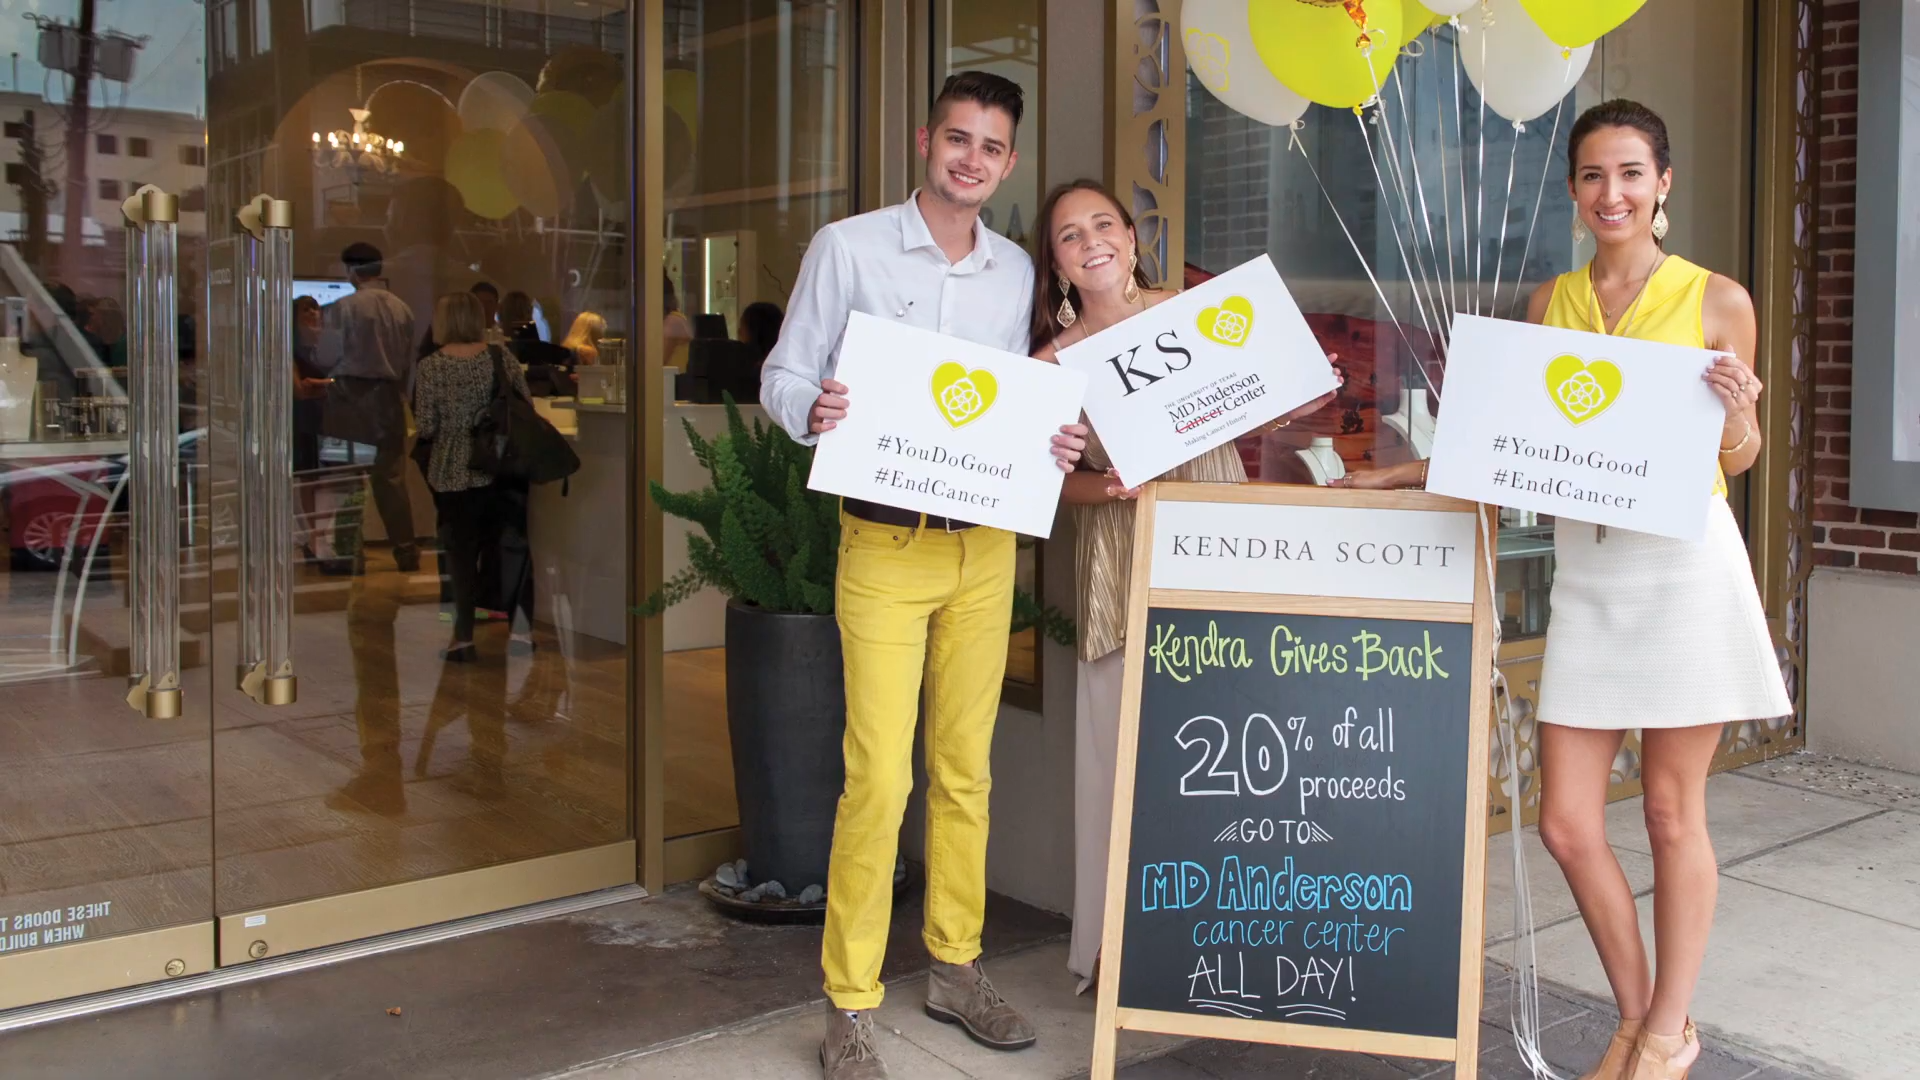 #YouDoGood
#EndCancer
KS
THE UNIVERSITY OF TEXAS
MD Anderson
Cancer Center
Making Cancer History®
#YouDoGood
#EndCancer
KENDRA SCOTT
Kendra Gives Back
20% of all
proceeds
GO TO
MD Anderson
cancer center
ALL DAY!
THESE DOORS
WHEN